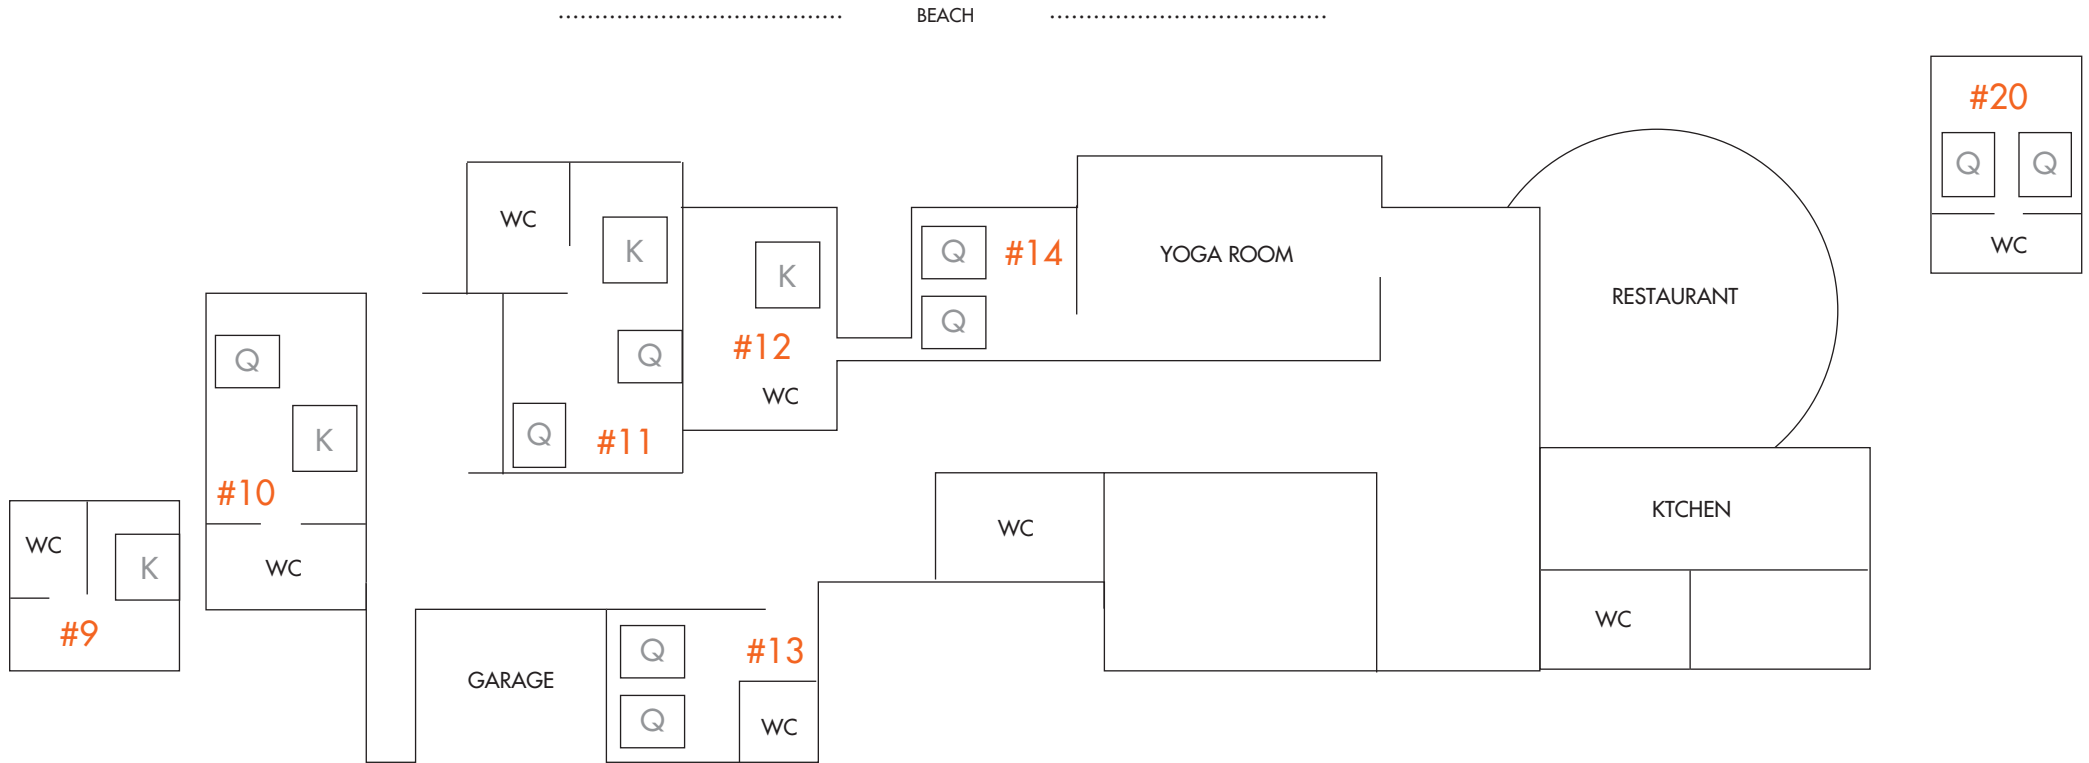 BEACH
#20
Q Q
WC
WC
K
K
Q
#14
YOGA ROOM
Q
RESTAURANT
#12
WC
Q
Q
#11
Q
K
#10
WC
WC
K
#9
WC
KTCHEN
WC
GARAGE
Q
#13
Q
WC